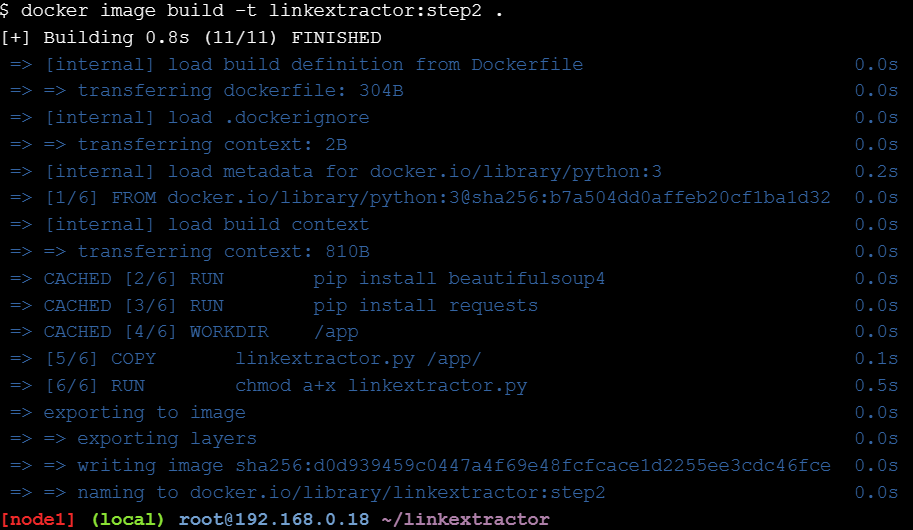 $ docker image build -t linkextractor:step2 .
[+] Building 0.8s (11/11) FINISHED
=> [internal] load build definition from Dockerfile 0.0s
=> => transferring dockerfile: 304B 0.0s
=> [internal] load .dockerignore 0.0s
=> => transferring context: 2B 0.0s
=> [internal] load metadata for docker.io/library/python:3 0.2s
=> [1/6] FROM docker.io/library/python:3@sha256:b7a504dd0affeb20cf1ba1d32 0.0s
=> [internal] load build context 0.0s
=> => transferring context: 810B 0.0s
=> CACHED [2/6] RUN pip install beautifulsoup4 0.0s
=> CACHED [3/6] RUN pip install requests 0.0s
=> CACHED [4/6] WORKDIR /app 0.0s
=> [5/6] COPY linkextractor.py /app/ 0.1s
=> [6/6] RUN chmod a+x linkextractor.py 0.5s
=> exporting to image 0.0s
=> => exporting layers 0.0s
=> => writing image sha256:d0d939459c0447a4f69e48fcfcace1d2255ee3cdc46fce 0.0s
=> => naming to docker.io/library/linkextractor:step2 0.0s
[node1] (local) root@192.168.0.18 ~/linkextractor